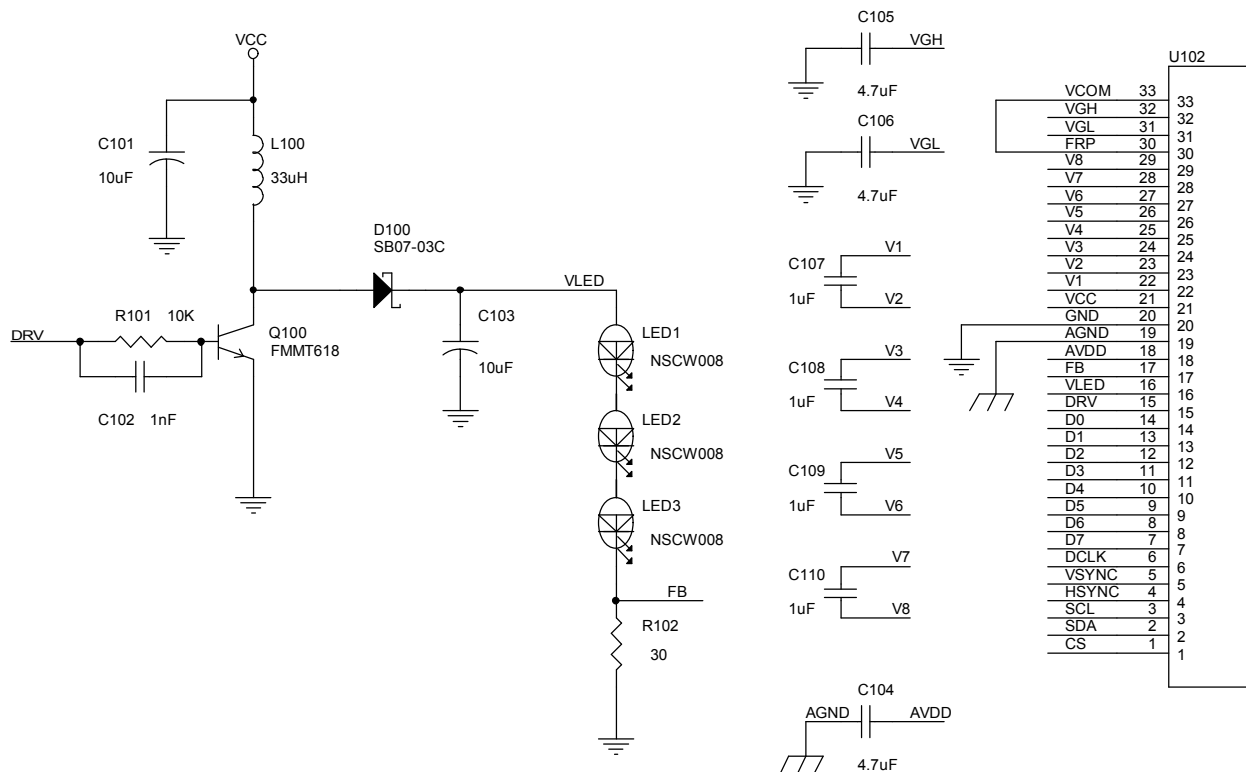 VCC
C101
10uF
L100
33uH
D100
SB07-03C
VLED
DRV
R101 10K
Q100
FMMT618
C102 1nF
C103
10uF
LED1
NSCW008
LED2
NSCW008
LED3
NSCW008
FB
R102
30
C105
VGH
4.7uF
C106
VGL
4.7uF
V1
C107
1uF
V2
V3
C108
1uF
V4
V5
C109
1uF
V6
V7
C110
1uF
V8
C104
AGND AVDD
4.7uF
U102
VCOM 33 33
VGH 32 32
VGL 31 31
FRP 30 30
V8 29 29
V7 28 28
V6 27 27
V5 26 26
V4 25 25
V3 24 24
V2 23 23
V1 22 22
VCC 21 21
GND 20 20
AGND 19 19
AVDD 18 18
FB 17 17
VLED 16 16
DRV 15 15
D0 14 14
D1 13 13
D2 12 12
D3 11 11
D4 10 10
D5 9 9
D6 8 8
D7 7 7
DCLK 6 6
VSYNC 5 5
HSYNC 4 4
SCL 3 3
SDA 2 2
CS 1 1